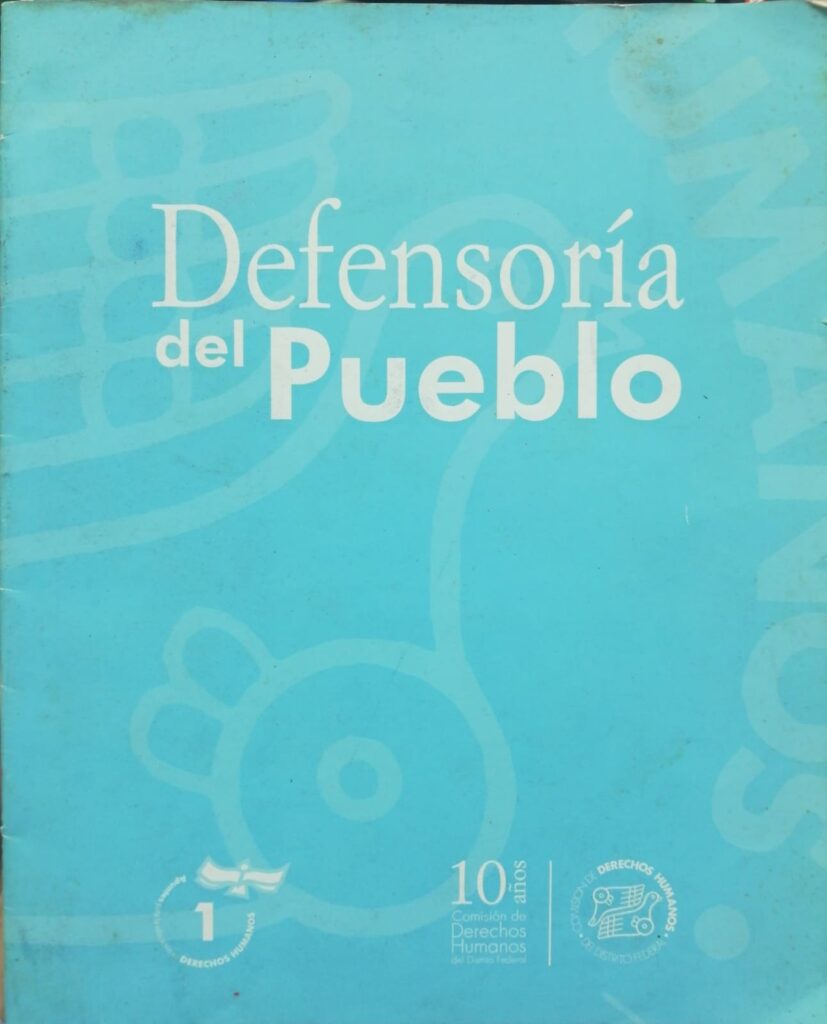 Defensoría
del Pueblo
UMANOS
1
DERECHOS HUMANOS
10 años
Comisión de
Derechos
Humanos
del Distrito Federal
COMISIÓN DE DERECHOS HUMANOS
DEL DISTRITO FEDERAL